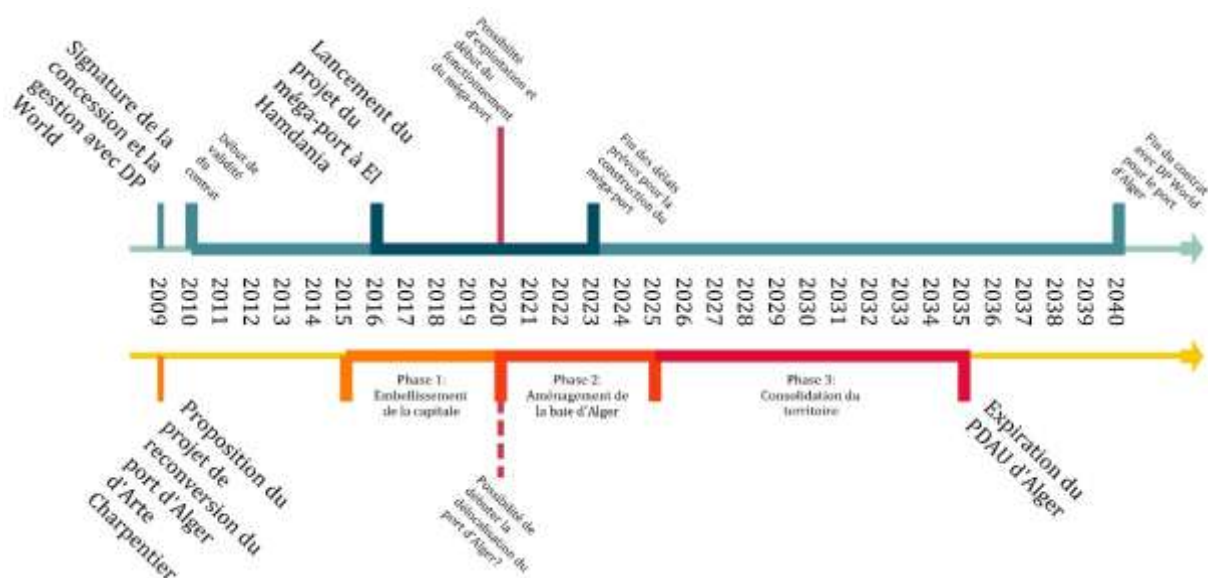 Signature de la
concession et la
gestion avec DP
World
Début de
validité
du
contrat
Lancement du
projet du
méga-port à El
Hamdania
Possibilité
d'exploitation et
début du
fonctionnement
du méga-port
Fin des délais
prévus pour la
construction du
méga-port
Fin du contrat
avec DP World
pour le port
d'Alger
2009
2010
2011
2012
2013
2014
2015
2016
2017
2018
2019
2020
2021
2022
2023
2024
2025
2026
2027
2028
2029
2030
2031
2032
2033
2034
2035
2036
2037
2038
2039
2040
Phase 1:
Embellissement
de la capitale
Phase 2:
Aménagement de
la baie d'Alger
Phase 3:
Consolidation du
territoire
Proposition du
projet de
reconversion du
port d'Alger
d'Arte
Charpentier
Possibilité de
débuter la
délocalisation du
port d'Alger?
Expiration du
PDAU d'Alger